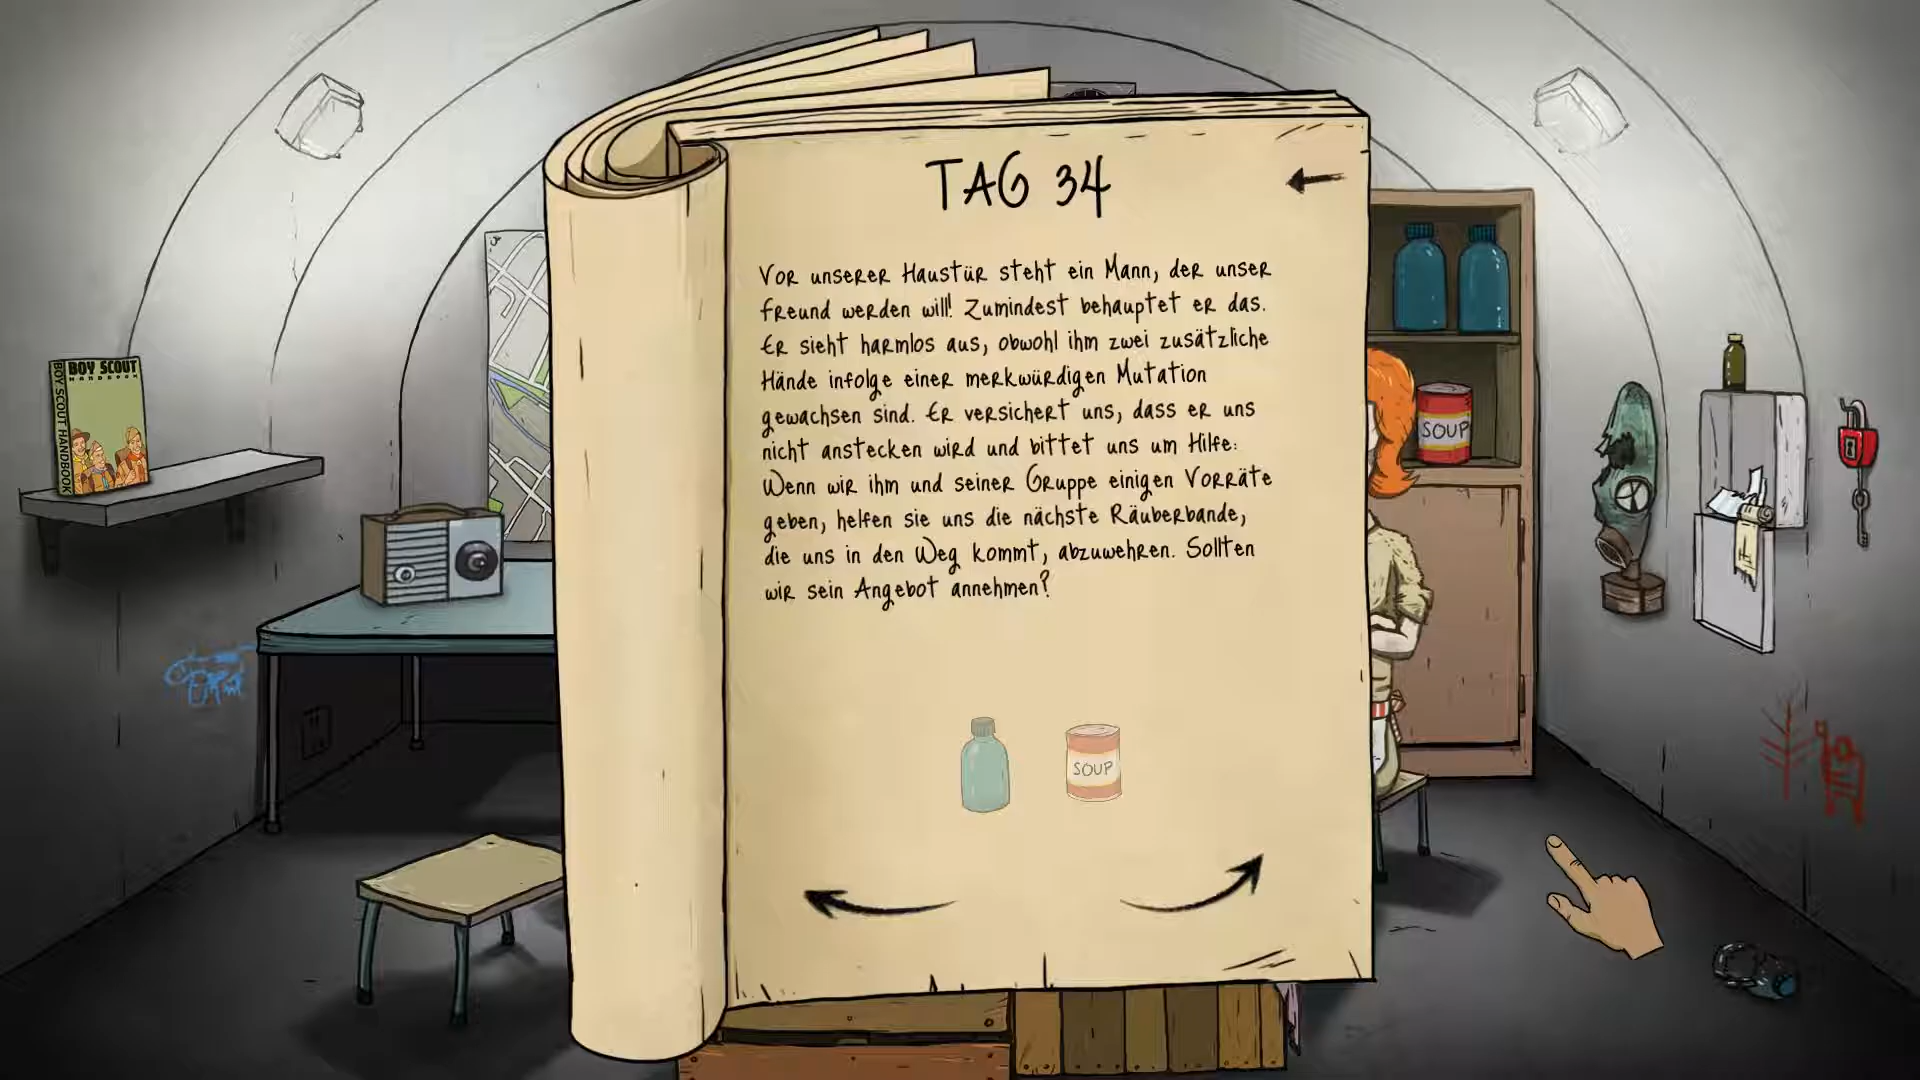 TAG 34
Vor unserer Haustür steht ein Mann, der unser
Freund werden will! Zumindest behauptet er das.
Er sieht harmlos aus, obwohl ihm zwei zusätzliche
Hände infolge einer merkwürdigen Mutation
gewachsen sind. Er versichert uns, dass er uns
nicht anstecken wird und bittet uns um Hilfe:
Wenn wir ihm und seiner Gruppe einigen Vorräte
geben, helfen sie uns die nächste Räuberbande,
die uns in den Weg kommt, abzuwehren. Sollten
wir sein Angebot annehmen?
SOUP
BOY SCOUT
HANDBOOK
BOY SCOUT HANDBOOK
SOUP